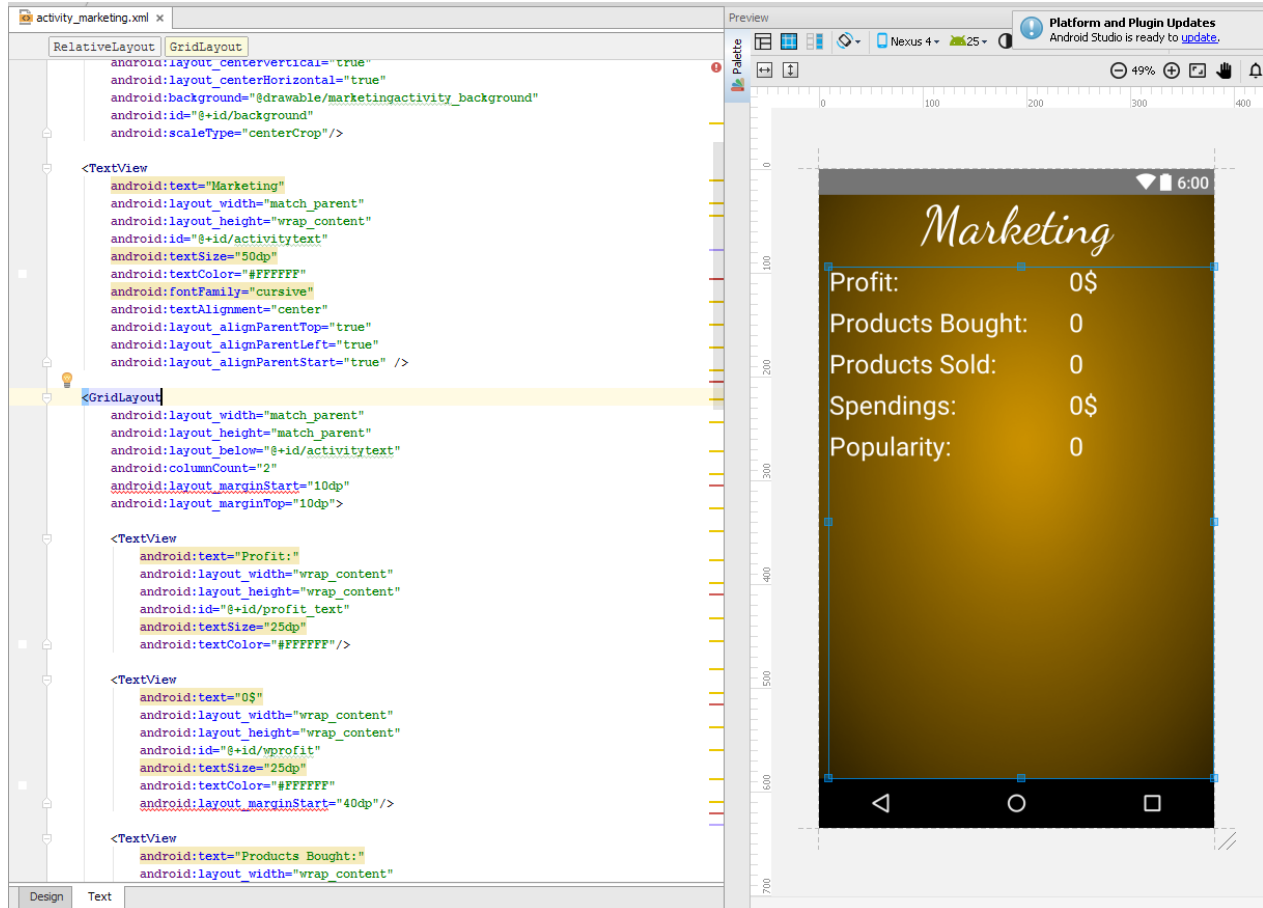 activity_marketing.xml ×
RelativeLayout GridLayout
android:layout_centerVertical="true"
android:layout_centerHorizontal="true"
android:background="@drawable/marketingactivity_background"
android:id="@+id/background"
android:scaleType="centerCrop"/>
<TextView
android:text="Marketing"
android:layout_width="match_parent"
android:layout_height="wrap_content"
android:id="@+id/activitytext"
android:textSize="50dp"
android:textColor="#FFFFFF"
android:fontFamily="cursive"
android:textAlignment="center"
android:layout_alignParentTop="true"
android:layout_alignParentLeft="true"
android:layout_alignParentStart="true" />
<GridLayout
android:layout_width="match_parent"
android:layout_height="match_parent"
android:layout_below="@+id/activitytext"
android:columnCount="2"
android:layout_marginStart="10dp"
android:layout_marginTop="10dp">
<TextView
android:text="Profit:"
android:layout_width="wrap_content"
android:layout_height="wrap_content"
android:id="@+id/profit_text"
android:textSize="25dp"
android:textColor="#FFFFFF"/>
<TextView
android:text="0$"
android:layout_width="wrap_content"
android:layout_height="wrap_content"
android:id="@+id/wprofit"
android:textSize="25dp"
android:textColor="#FFFFFF"
android:layout_marginStart="40dp"/>
<TextView
android:text="Products Bought:"
android:layout_width="wrap_content"
Design Text
Preview
Palette
Nexus 4 25
Platform and Plugin Updates
Android Studio is ready to update.
49%
0 100 200 300 400
0
100
200
300
400
500
600
700
6:00
Marketing
Profit: 0$
Products Bought: 0
Products Sold: 0
Spendings: 0$
Popularity: 0